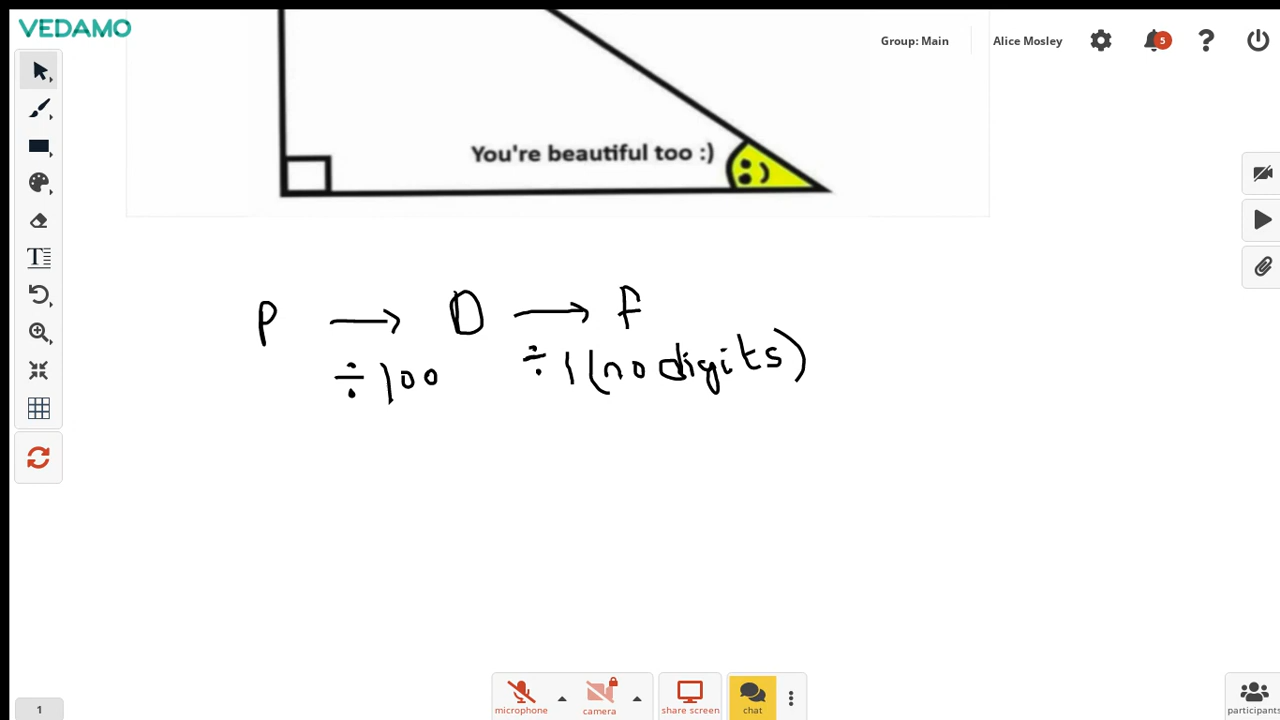 VEDAMO
Group: Main
Alice Mosley
5
You're beautiful too :)
P → D → F
÷100 ÷1(no digits)
1
microphone
camera
share screen
chat
participants